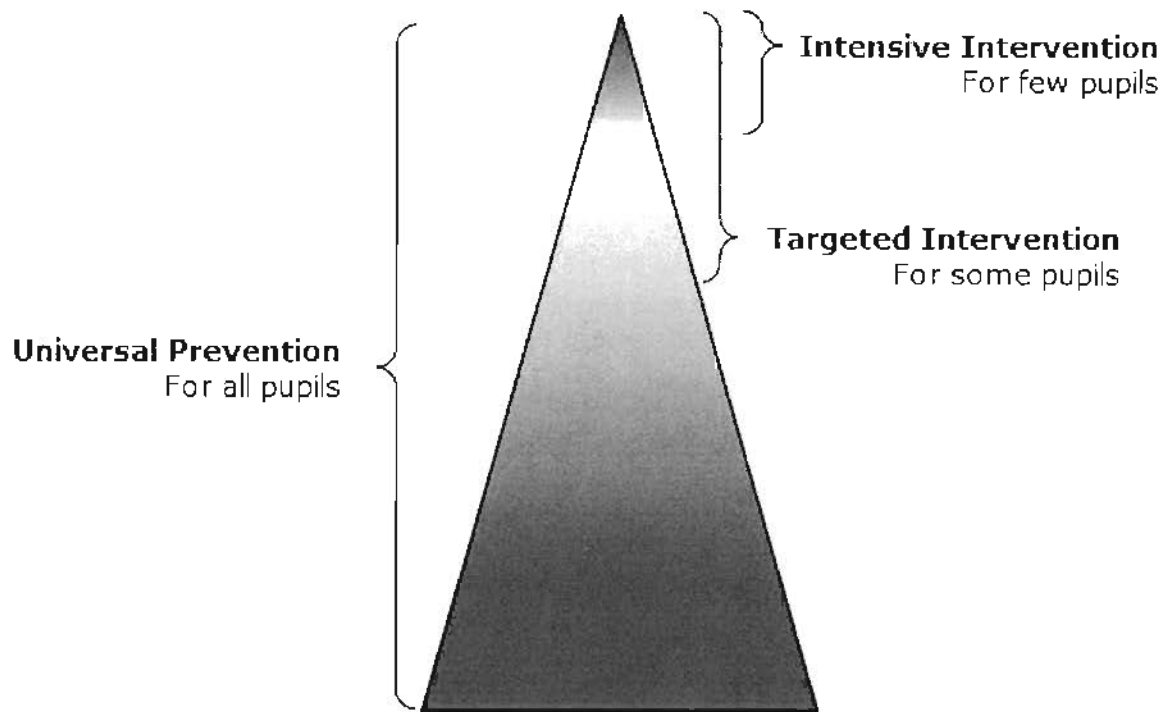 Intensive Intervention
For few pupils
Targeted Intervention
For some pupils
Universal Prevention
For all pupils